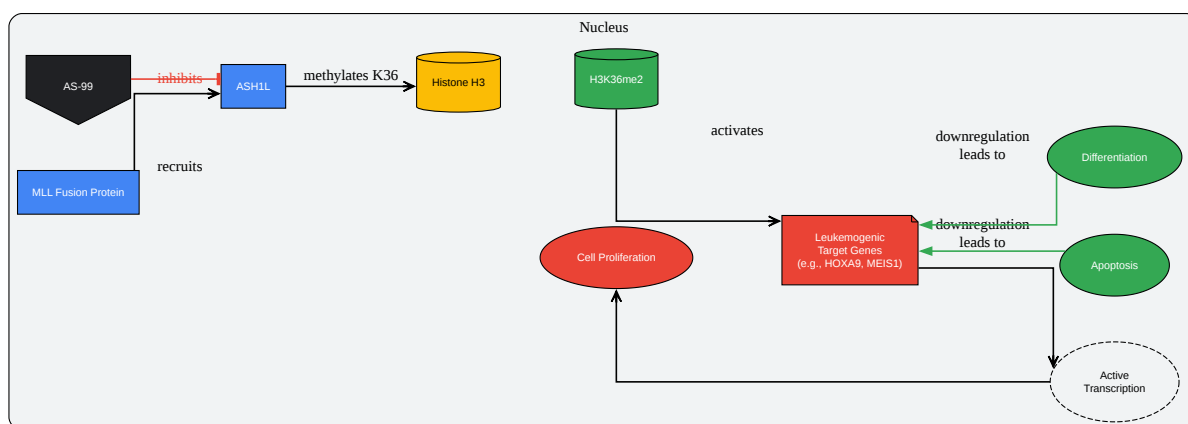 Nucleus
AS-99
inhibits
ASH1L
methylates K36
Histone H3
H3K36me2
activates
downregulation
leads to
Differentiation
recruits
MLL Fusion Protein
Cell Proliferation
Leukemogenic
Target Genes
(e.g., HOXA9, MEIS1)
downregulation
leads to
Apoptosis
Active
Transcription